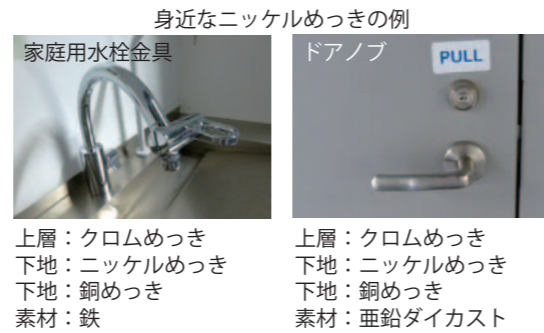 身近なニッケルめっきの例
家庭用水栓金具
ドアノブ
PULL
上層：クロムめっき
下地：ニッケルめっき
下地：銅めっき
素材：鉄
上層：クロムめっき
下地：ニッケルめっき
下地：銅めっき
素材：亜鉛ダイカスト